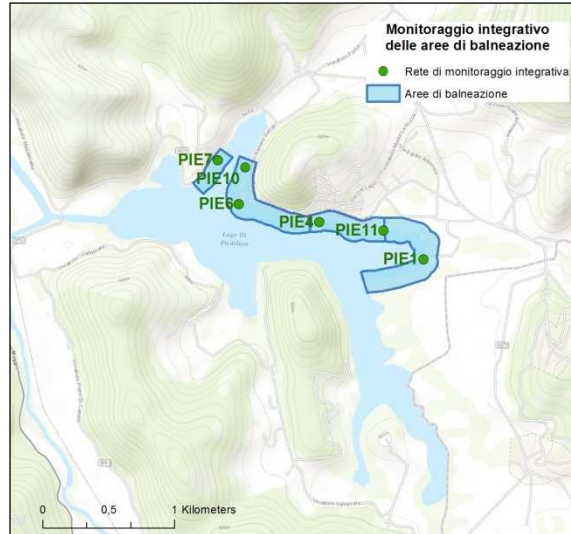 Monitoraggio integrativo
delle aree di balneazione
Rete di monitoraggio integrativa
Aree di balneazione
PIE7
PIE10
PIE6
PIE4
PIE11
PIE1
Lago Di
Piediluco
0 0,5 1 Kilometers